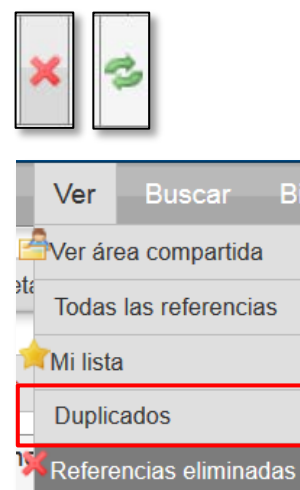 Ver Buscar
Ver área compartida
Todas las referencias
Mi lista
Duplicados
Referencias eliminadas